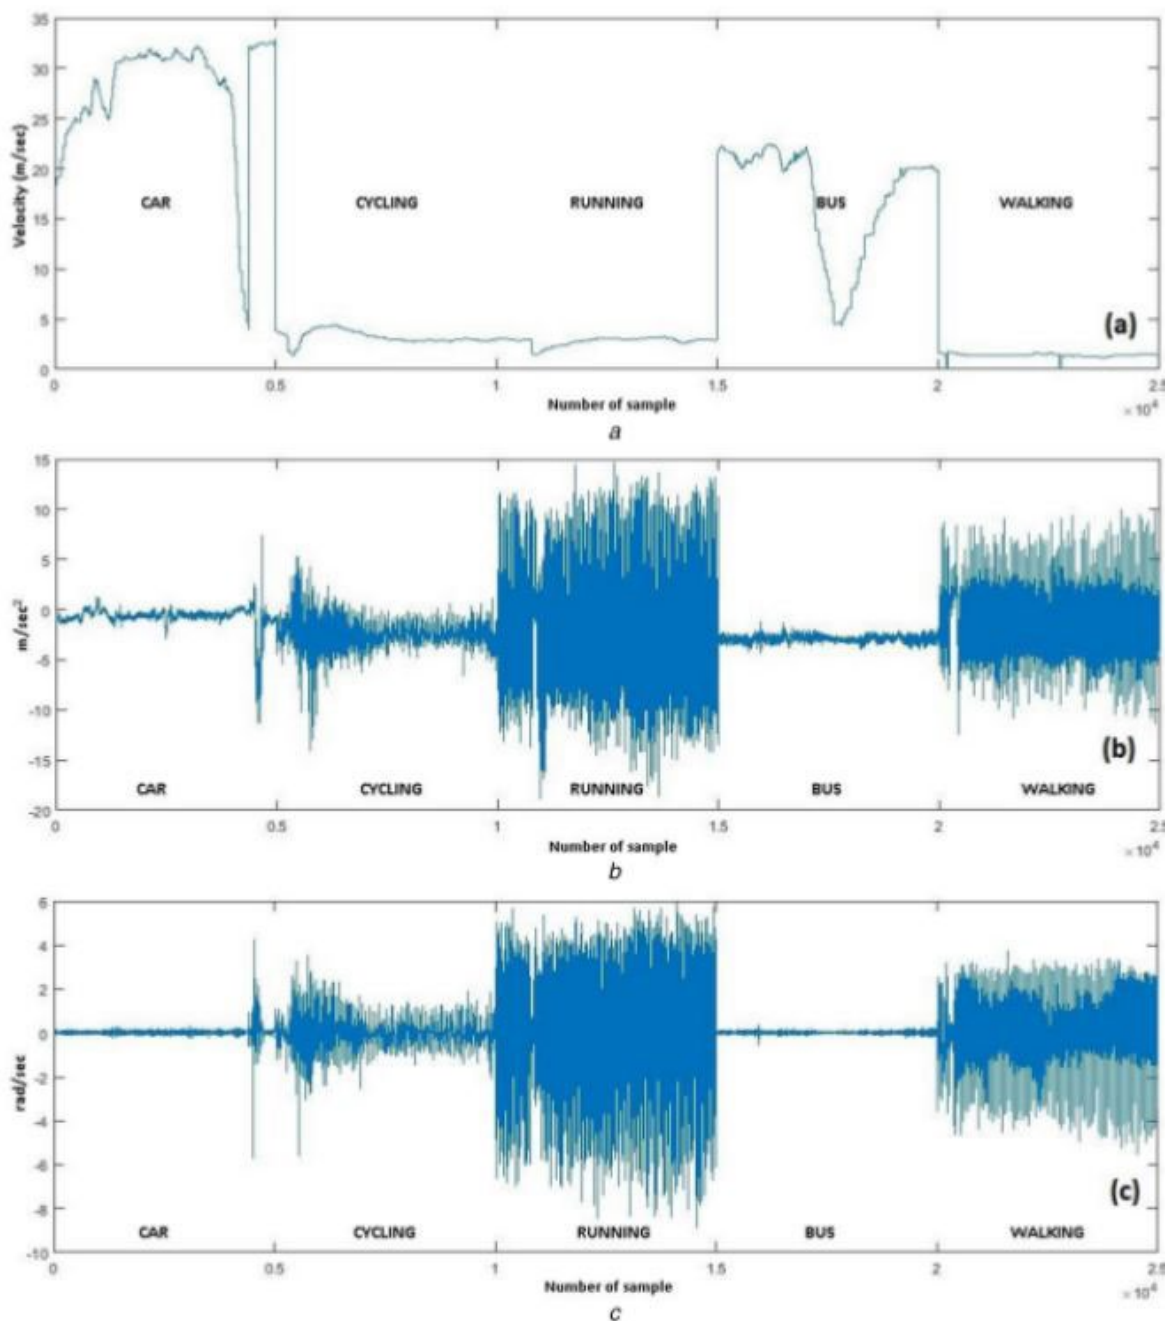 35
30
25
20
15
10
5
0
Velocity (m/sec)
CAR CYCLING RUNNING BUS WALKING
(a)
0 0.5 1 1.5 2 2.5
Number of sample × 10⁴
a
15
10
5
0
-5
-10
-15
-20
m/sec²
(b)
CAR CYCLING RUNNING BUS WALKING
0 0.5 1 1.5 2 2.5
Number of sample × 10⁴
b
6
4
2
0
-2
-4
-6
-8
-10
rad/sec
(c)
CAR CYCLING RUNNING BUS WALKING
0 0.5 1 1.5 2 2.5
Number of sample × 10⁴
c